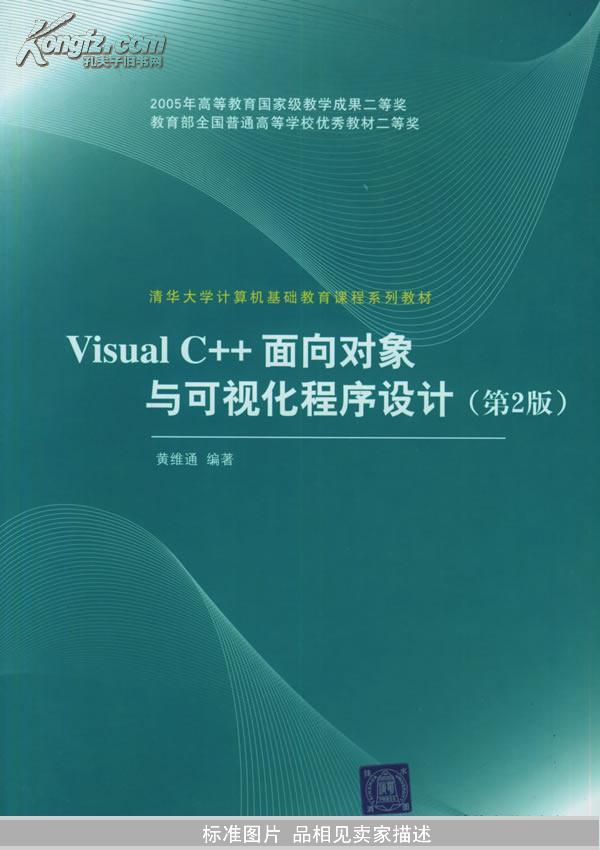 Kongfz.com
孔夫子旧书网
2005年高等教育国家级教学成果二等奖
教育部全国普通高等学校优秀教材二等奖
清华大学计算机基础教育课程系列教材
Visual C++ 面向对象
与可视化程序设计（第2版）
黄维通 编著
标准图片 品相见卖家描述